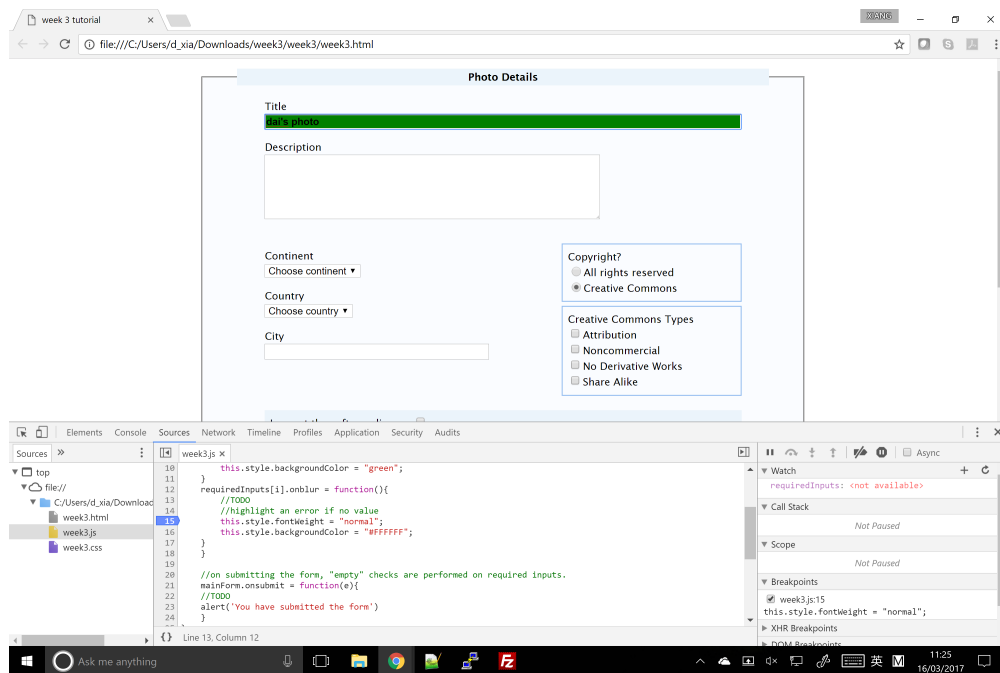 week 3 tutorial
XIANG
file:///C:/Users/d_xia/Downloads/week3/week3/week3.html
Photo Details
Title
dai's photo
Description
Continent
Choose continent
Country
Choose country
City
Copyright?
All rights reserved
Creative Commons
Creative Commons Types
Attribution
Noncommercial
No Derivative Works
Share Alike
Elements Console Sources Network Timeline Profiles Application Security Audits
Sources
week3.js
Async
top
file://
C:/Users/d_xia/Download
week3.html
week3.js
week3.css
10 this.style.backgroundColor = "green";
11 }
12 requiredInputs[i].onblur = function(){
13 //TODO
14 //highlight an error if no value
15 this.style.fontWeight = "normal";
16 this.style.backgroundColor = "#FFFFFF";
17 }
18 }
19
20 //on submitting the form, "empty" checks are performed on required inputs.
21 mainForm.onsubmit = function(e){
22 //TODO
23 alert('You have submitted the form')
24 }
{} Line 13, Column 12
Watch
requiredInputs: <not available>
Call Stack
Not Paused
Scope
Not Paused
Breakpoints
week3.js:15
this.style.fontWeight = "normal";
XHR Breakpoints
DOM Breakpoints
Ask me anything
英
11:25
16/03/2017